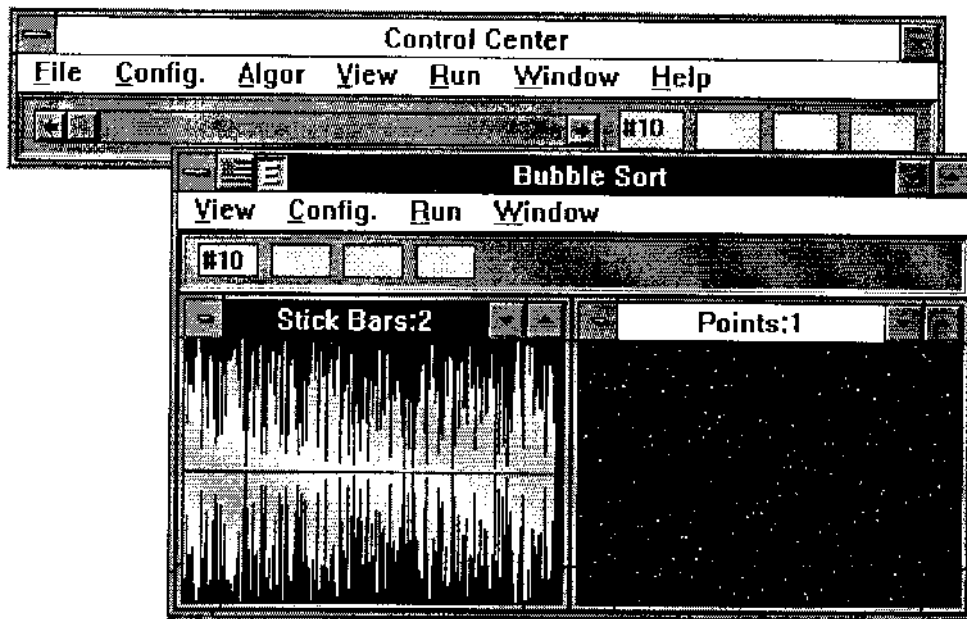 Control Center
File Config. Algor View Run Window Help
#10
Bubble Sort
View Config. Run Window
#10
Stick Bars:2
Points:1